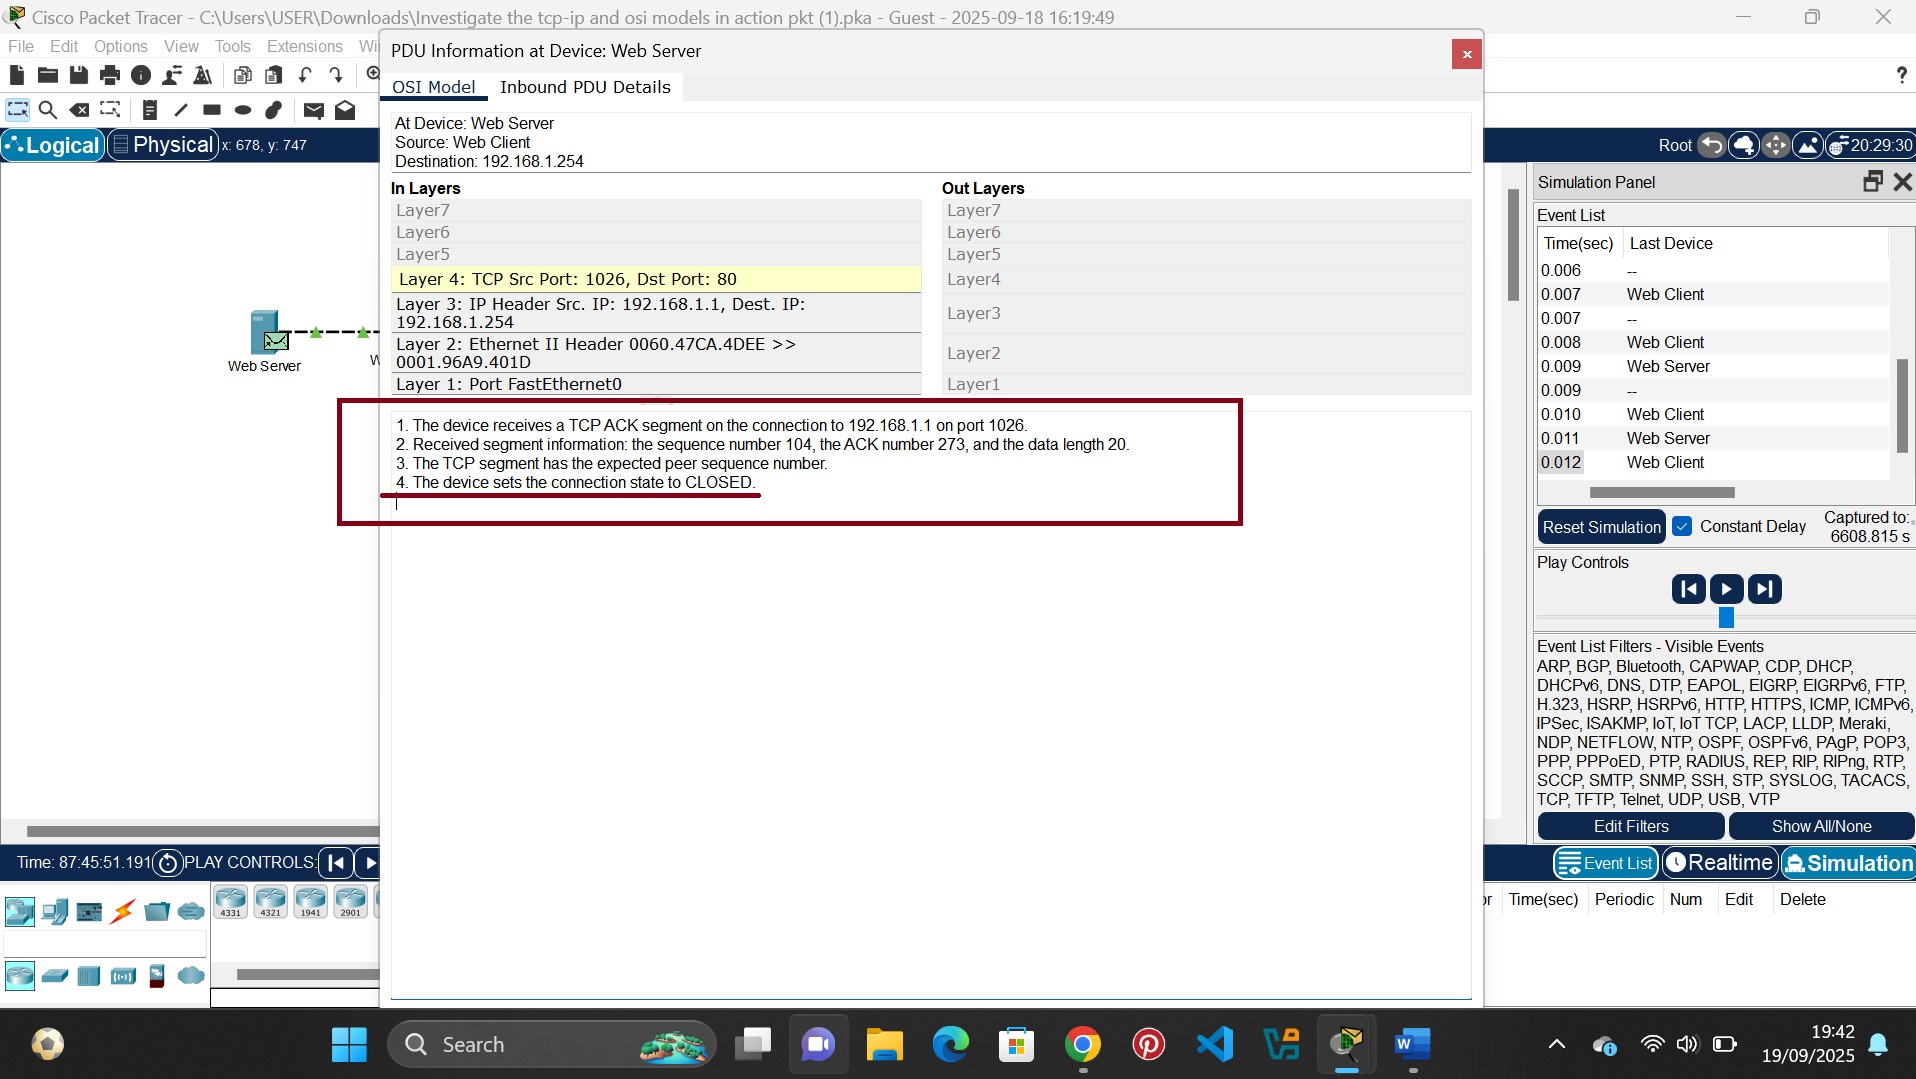 Cisco Packet Tracer - C:\Users\USER\Downloads\Investigate the tcp-ip and osi models in action pkt (1).pka - Guest - 2025-09-18 16:19:49
File Edit Options View Tools Extensions
PDU Information at Device: Web Server
OSI Model Inbound PDU Details
At Device: Web Server
Source: Web Client
Destination: 192.168.1.254
In Layers Out Layers
Layer7 Layer7
Layer6 Layer6
Layer5 Layer5
Layer 4: TCP Src Port: 1026, Dst Port: 80 Layer4
Layer 3: IP Header Src. IP: 192.168.1.1, Dest. IP:
192.168.1.254
Layer3
Layer 2: Ethernet II Header 0060.47CA.4DEE >>
0001.96A9.401D
Layer2
Layer 1: Port FastEthernet0 Layer1
1. The device receives a TCP ACK segment on the connection to 192.168.1.1 on port 1026.
2. Received segment information: the sequence number 104, the ACK number 273, and the data length 20.
3. The TCP segment has the expected peer sequence number.
4. The device sets the connection state to CLOSED.
Logical Physical x: 678, y: 747
Web Server
W
Root 20:29:30
Simulation Panel
Event List
Time(sec) Last Device
0.006 --
0.007 Web Client
0.007 --
0.008 Web Client
0.009 Web Server
0.009 --
0.010 Web Client
0.011 Web Server
0.012 Web Client
Reset Simulation Constant Delay Captured to:
6608.815 s
Play Controls
Event List Filters - Visible Events
ARP, BGP, Bluetooth, CAPWAP, CDP, DHCP,
DHCPv6, DNS, DTP, EAPOL, EIGRP, EIGRPv6, FTP,
H.323, HSRP, HSRPv6, HTTP, HTTPS, ICMP, ICMPv6,
IPSec, ISAKMP, IoT, IoT TCP, LACP, LLDP, Meraki,
NDP, NETFLOW, NTP, OSPF, OSPFv6, PAgP, POP3,
PPP, PPPoED, PTP, RADIUS, REP, RIP, RIPng, RTP,
SCCP, SMTP, SNMP, SSH, STP, SYSLOG, TACACS,
TCP, TFTP, Telnet, UDP, USB, VTP
Edit Filters Show All/None
Time: 87:45:51.191 PLAY CONTROLS:
Event List Realtime Simulation
4331 4321 1941 2901
Time(sec) Periodic Num Edit Delete
Search
19:42
19/09/2025